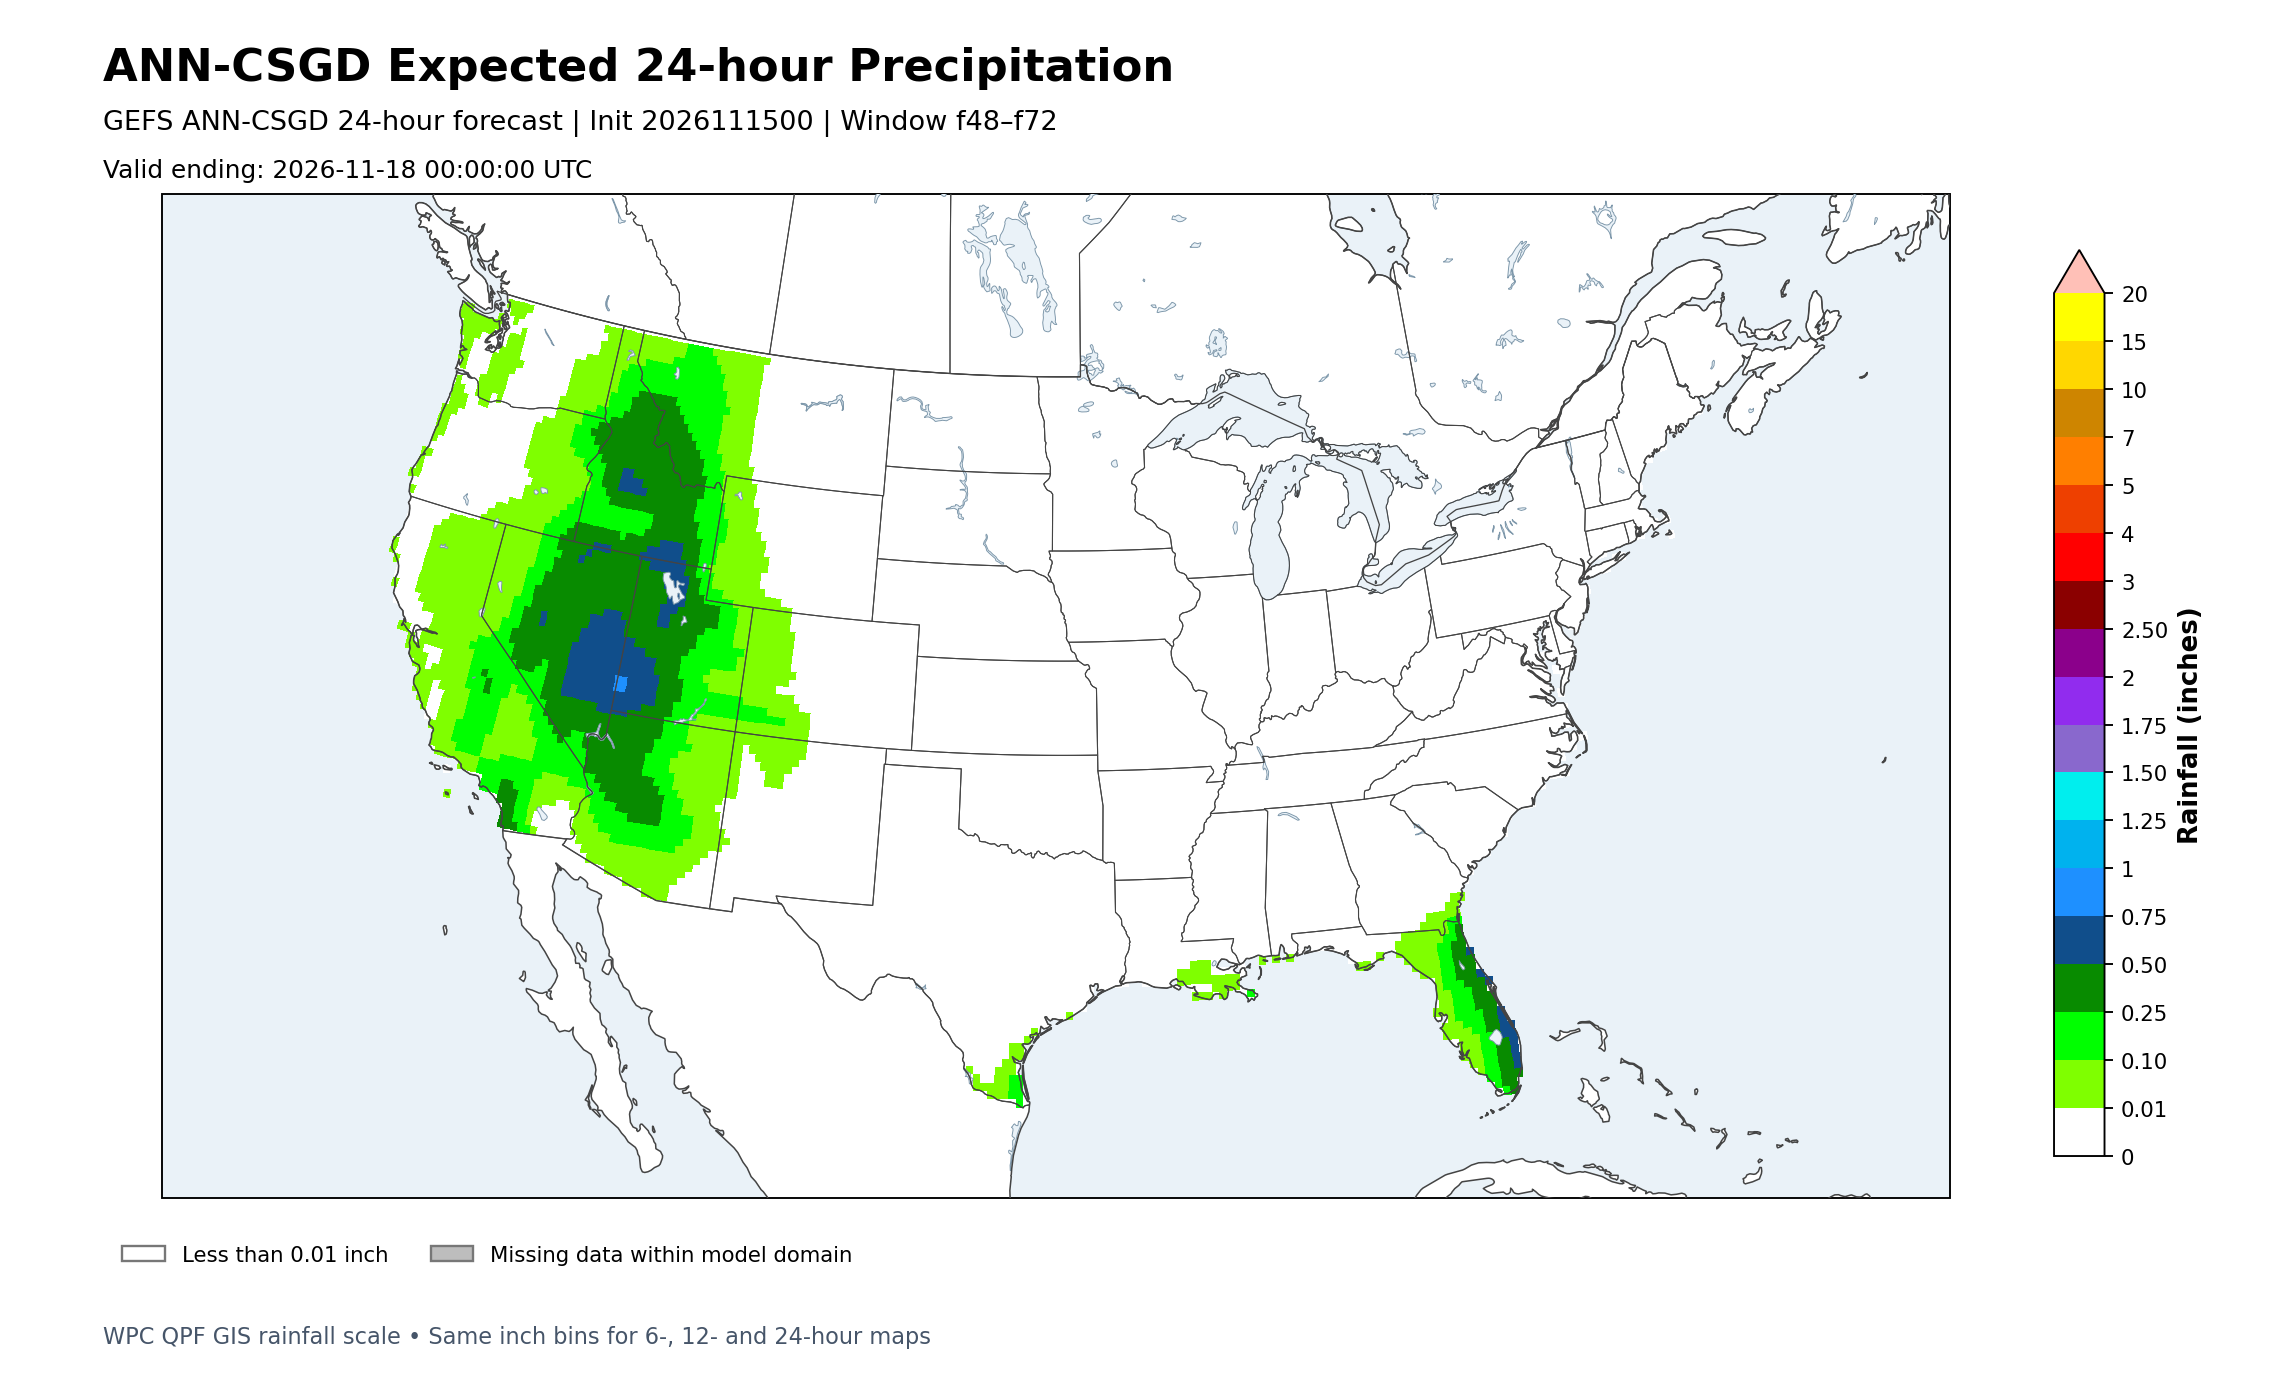 ANN-CSGD Expected 24-hour Precipitation
GEFS ANN-CSGD 24-hour forecast | Init 2026111500 | Window f48–f72
Valid ending: 2026-11-18 00:00:00 UTC
20
15
10
7
5
4
3
2.50
2
1.75
1.50
1.25
1
0.75
0.50
0.25
0.10
0.01
0
Rainfall (inches)
Less than 0.01 inch
Missing data within model domain
WPC QPF GIS rainfall scale • Same inch bins for 6-, 12- and 24-hour maps